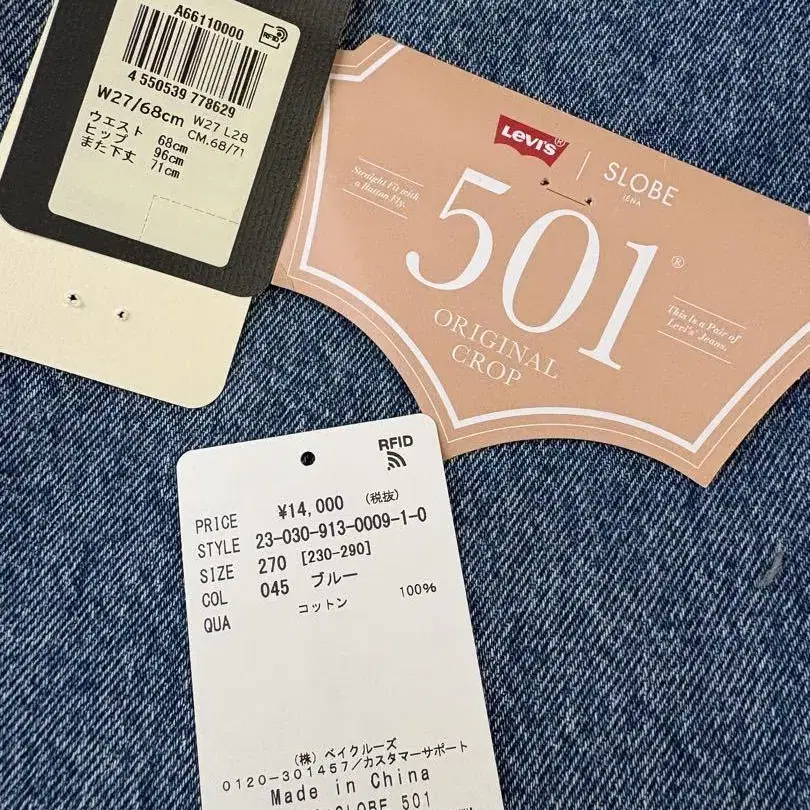 A66110000
RFID
4 550539 778629
W27/68cm W27 L28
CM.68/71
ウエスト 68cm
ヒップ 96cm
また下丈 71cm
Levi's® | SLOBE
IENA
Straight Fit with
a Button Fly.
501®
ORIGINAL
CROP
This Is a Pair of
Levi's® Jeans.
RFID
PRICE ¥14,000 (税抜)
STYLE 23-030-913-0009-1-0
SIZE 270 [230-290]
COL 045 ブルー
QUA コットン 100%
(株) ベイクルーズ
0120-301457/カスタマーサポート
Made in China
SLOBE 501